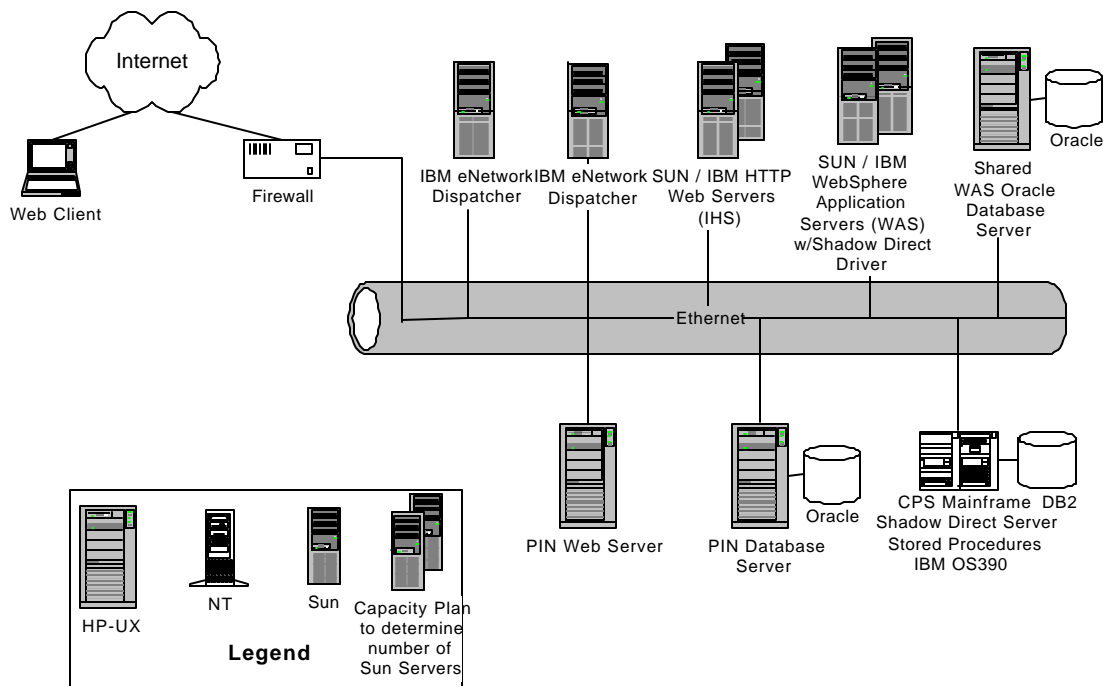 Internet
Web Client
Firewall
IBM eNetwork
Dispatcher
IBM eNetwork
Dispatcher
SUN / IBM HTTP
Web Servers
(IHS)
SUN / IBM
WebSphere
Application
Servers (WAS)
w/Shadow Direct
Driver
Shared
WAS Oracle
Database
Server
Oracle
Ethernet
PIN Web Server
PIN Database
Server
Oracle
CPS Mainframe
DB2
Shadow Direct Server
Stored Procedures
IBM OS390
HP-UX
NT
Sun
Capacity Plan
to determine
number of
Sun Servers
Legend